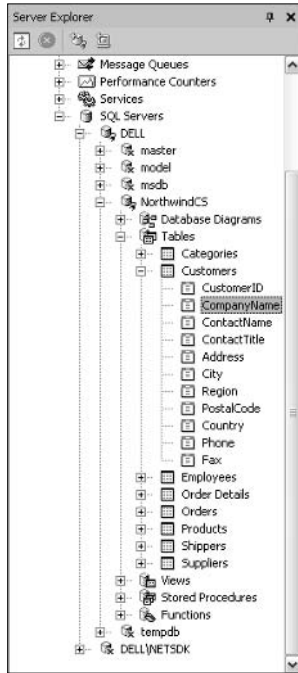 Server Explorer
Message Queues
Performance Counters
Services
SQL Servers
DELL
master
model
msdb
NorthwindCS
Database Diagrams
Tables
Categories
Customers
CustomerID
CompanyName
ContactName
ContactTitle
Address
City
Region
PostalCode
Country
Phone
Fax
Employees
Order Details
Orders
Products
Shippers
Suppliers
Views
Stored Procedures
Functions
tempdb
DELL\NETSDK